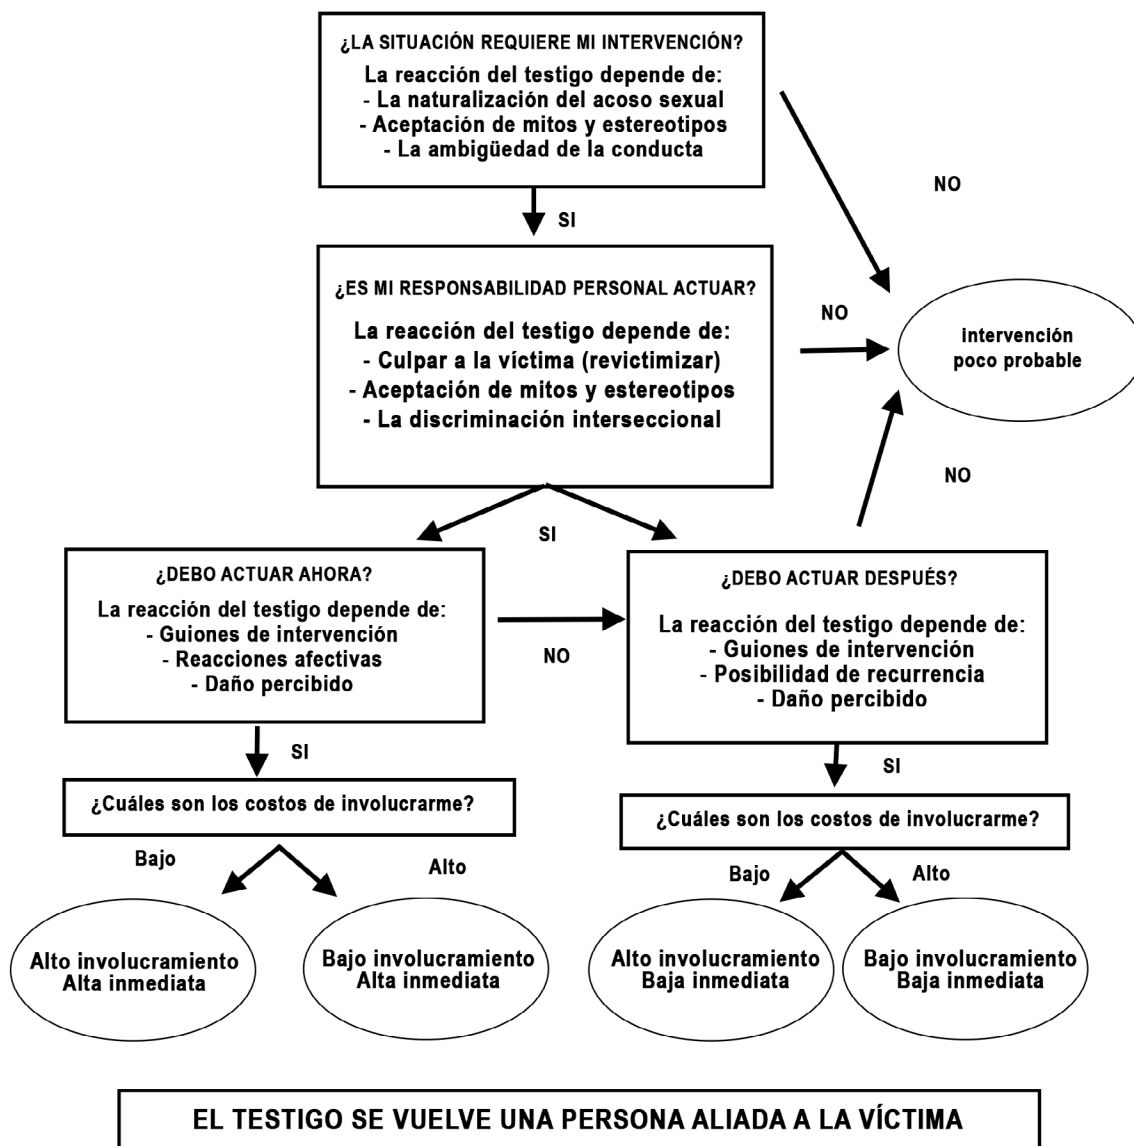 ¿LA SITUACIÓN REQUIERE MI INTERVENCIÓN?
La reacción del testigo depende de:
- La naturalización del acoso sexual
- Aceptación de mitos y estereotipos
- La ambigüedad de la conducta
NO
SI
¿ES MI RESPONSABILIDAD PERSONAL ACTUAR?
La reacción del testigo depende de:
- Culpar a la víctima (revictimizar)
- Aceptación de mitos y estereotipos
- La discriminación interseccional
NO
intervención
poco probable
NO
SI
¿DEBO ACTUAR AHORA?
La reacción del testigo depende de:
- Guiones de intervención
- Reacciones afectivas
- Daño percibido
NO
¿DEBO ACTUAR DESPUÉS?
La reacción del testigo depende de:
- Guiones de intervención
- Posibilidad de recurrencia
- Daño percibido
SI
SI
¿Cuáles son los costos de involucrarme?
¿Cuáles son los costos de involucrarme?
Bajo
Alto
Bajo
Alto
Alto involucramiento
Alta inmediata
Bajo involucramiento
Alta inmediata
Alto involucramiento
Baja inmediata
Bajo involucramiento
Baja inmediata
EL TESTIGO SE VUELVE UNA PERSONA ALIADA A LA VÍCTIMA